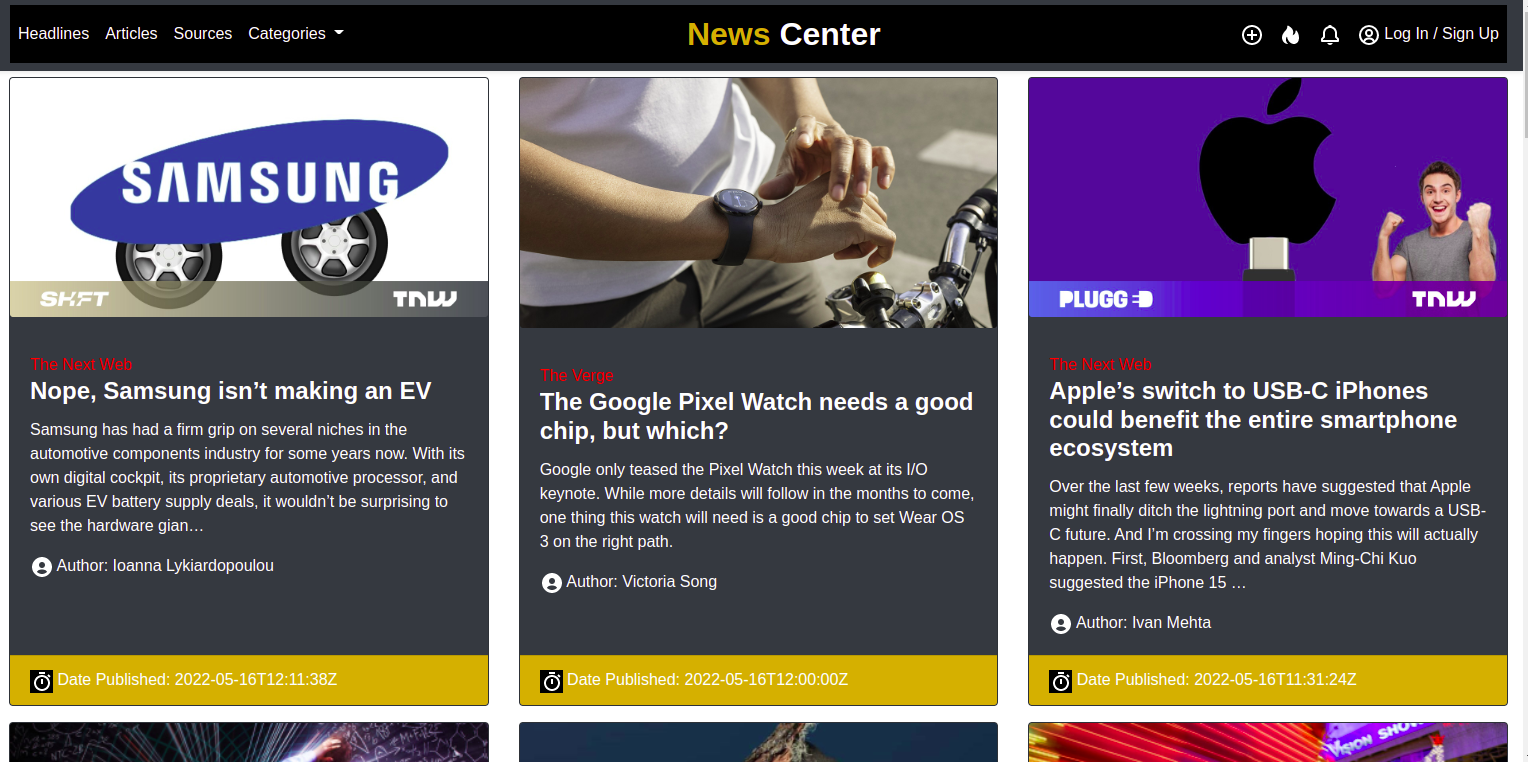 Headlines Articles Sources Categories News Center Log In / Sign Up
SAMSUNG
SHIFT TNW
The Next Web
Nope, Samsung isn’t making an EV
Samsung has had a firm grip on several niches in the
automotive components industry for some years now. With its
own digital cockpit, its proprietary automotive processor, and
various EV battery supply deals, it wouldn’t be surprising to
see the hardware gian…
Author: Ioanna Lykiardopoulou
Date Published: 2022-05-16T12:11:38Z
The Verge
The Google Pixel Watch needs a good
chip, but which?
Google only teased the Pixel Watch this week at its I/O
keynote. While more details will follow in the months to come,
one thing this watch will need is a good chip to set Wear OS
3 on the right path.
Author: Victoria Song
Date Published: 2022-05-16T12:00:00Z
PLUGGED TNW
The Next Web
Apple’s switch to USB-C iPhones
could benefit the entire smartphone
ecosystem
Over the last few weeks, reports have suggested that Apple
might finally ditch the lightning port and move towards a USB-
C future. And I’m crossing my fingers hoping this will actually
happen. First, Bloomberg and analyst Ming-Chi Kuo
suggested the iPhone 15 …
Author: Ivan Mehta
Date Published: 2022-05-16T11:31:24Z
VISION SHOW